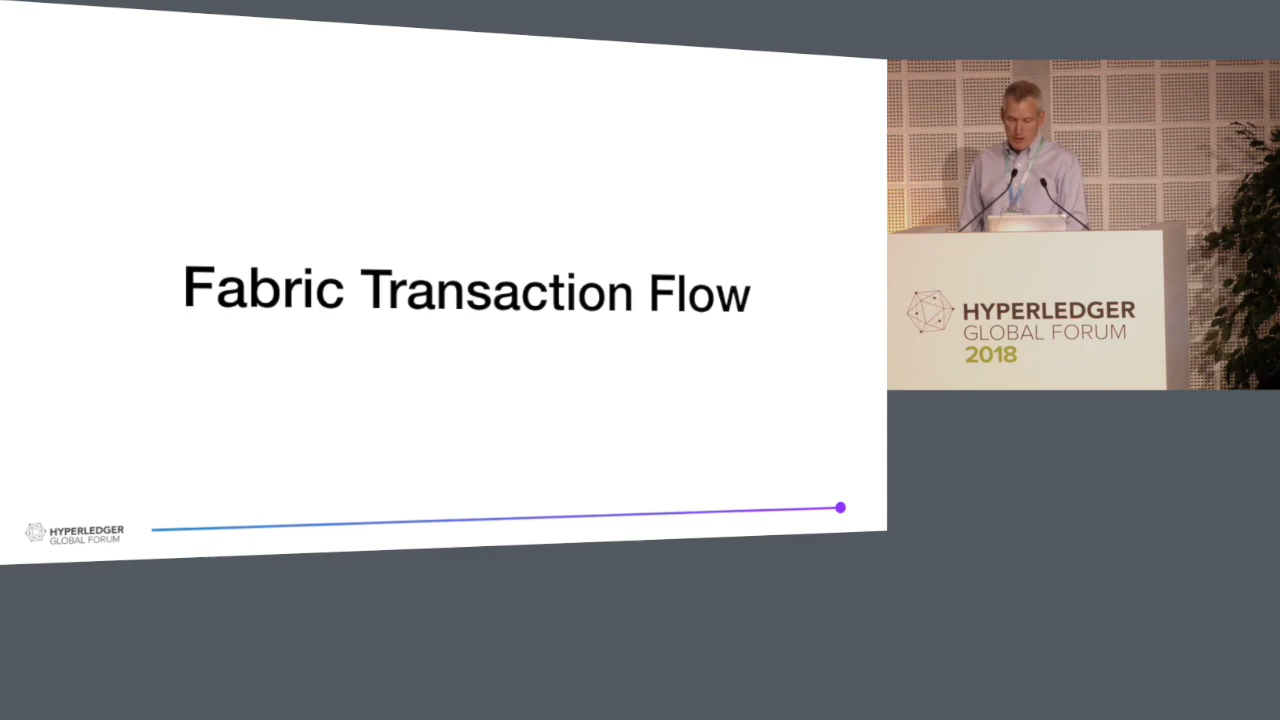 Fabric Transaction Flow
HYPERLEDGER
GLOBAL FORUM
HYPERLEDGER
GLOBAL FORUM
2018